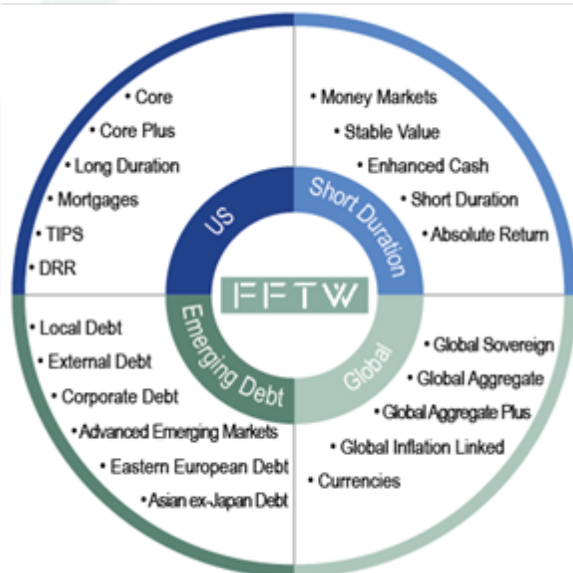 • Core
• Core Plus
• Long Duration
• Mortgages
• TIPS
• DRR
US
• Money Markets
• Stable Value
• Enhanced Cash
• Short Duration
• Absolute Return
Short Duration
FFTW
• Local Debt
• External Debt
• Corporate Debt
• Advanced Emerging Markets
• Eastern European Debt
• Asian ex-Japan Debt
Emerging Debt
• Global Sovereign
• Global Aggregate
• Global Aggregate Plus
• Global Inflation Linked
• Currencies
Global